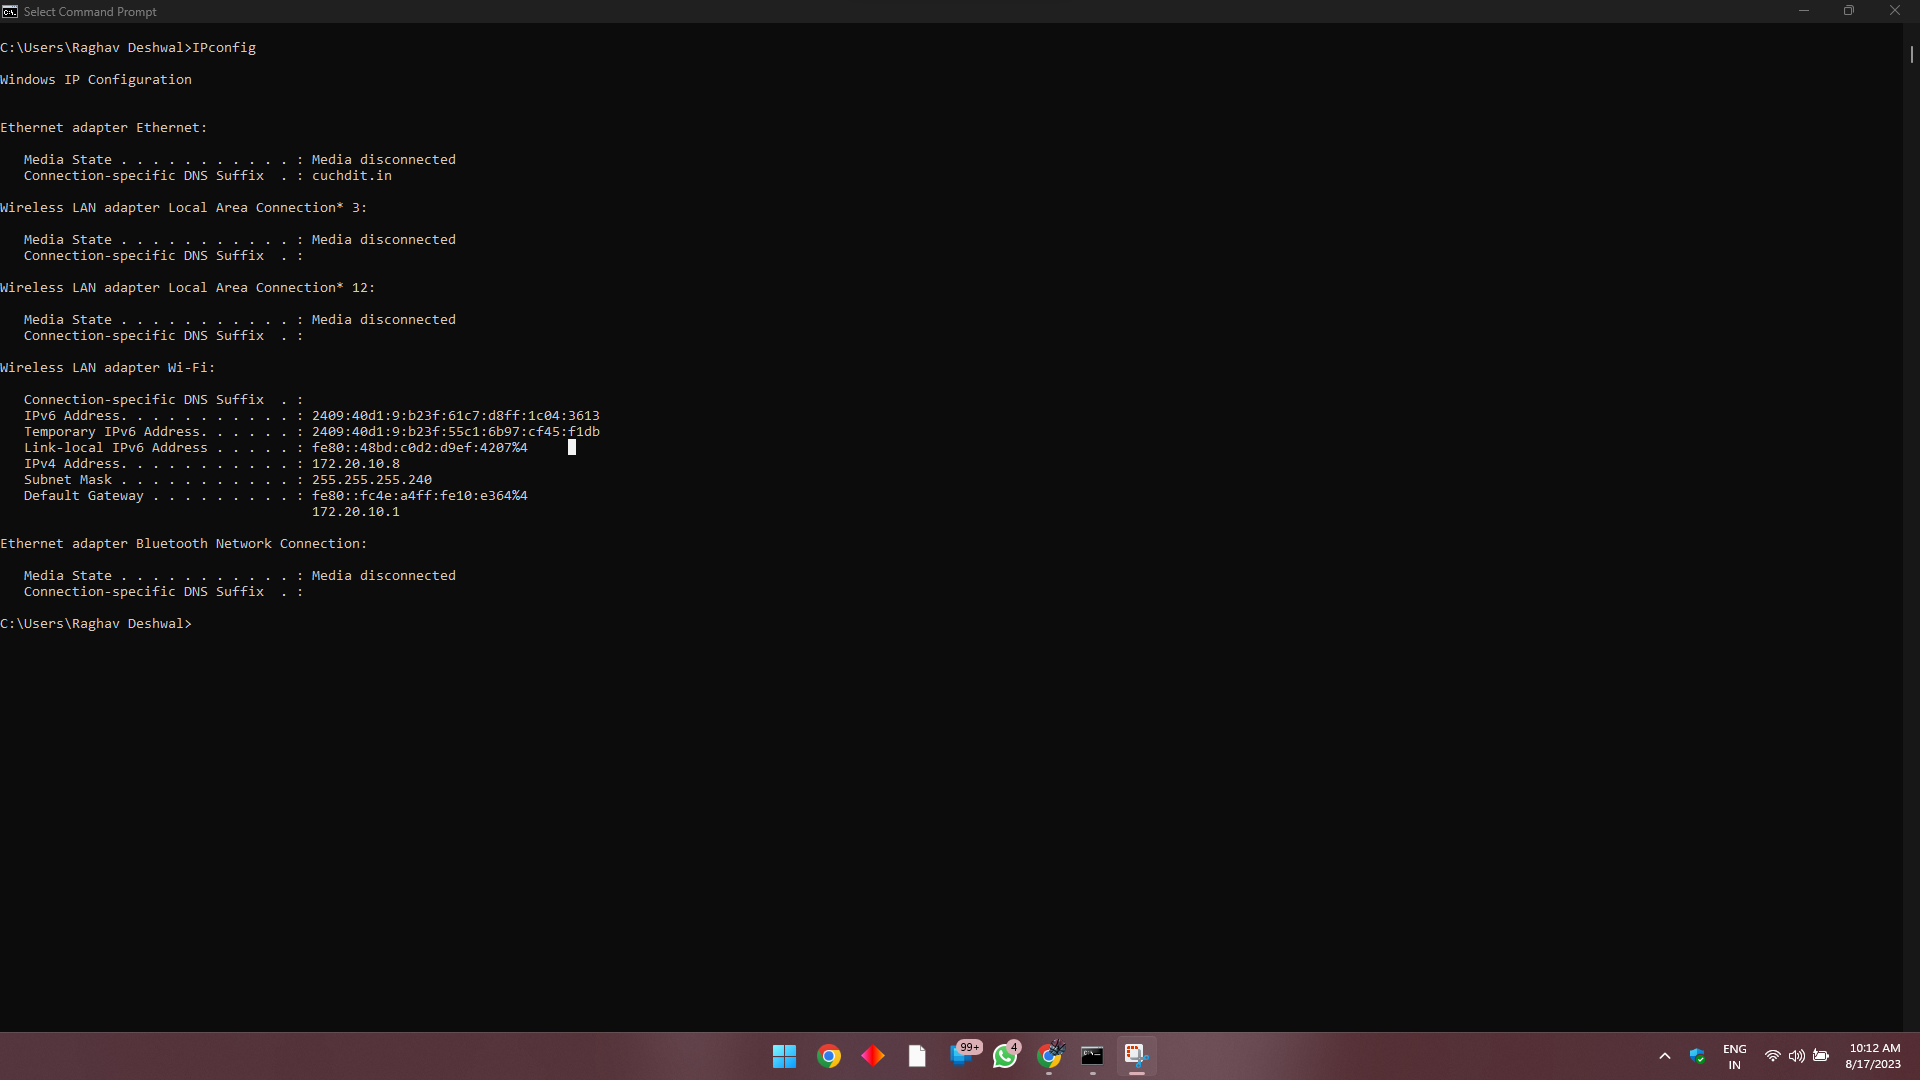 Select Command Prompt
C:\Users\Raghav Deshwal>IPconfig
Windows IP Configuration
Ethernet adapter Ethernet:
Media State . . . . . . . . . . . : Media disconnected
Connection-specific DNS Suffix  . : cuchdit.in
Wireless LAN adapter Local Area Connection* 3:
Media State . . . . . . . . . . . : Media disconnected
Connection-specific DNS Suffix  . :
Wireless LAN adapter Local Area Connection* 12:
Media State . . . . . . . . . . . : Media disconnected
Connection-specific DNS Suffix  . :
Wireless LAN adapter Wi-Fi:
Connection-specific DNS Suffix  . :
IPv6 Address. . . . . . . . . . . : 2409:40d1:9:b23f:61c7:d8ff:1c04:3613
Temporary IPv6 Address. . . . . . : 2409:40d1:9:b23f:55c1:6b97:cf45:f1db
Link-local IPv6 Address . . . . . : fe80::48bd:c0d2:d9ef:4207%4
IPv4 Address. . . . . . . . . . . : 172.20.10.8
Subnet Mask . . . . . . . . . . . : 255.255.255.240
Default Gateway . . . . . . . . . : fe80::fc4e:a4ff:fe10:e364%4
172.20.10.1
Ethernet adapter Bluetooth Network Connection:
Media State . . . . . . . . . . . : Media disconnected
Connection-specific DNS Suffix  . :
C:\Users\Raghav Deshwal>
99+
4
ENG
IN
10:12 AM
8/17/2023